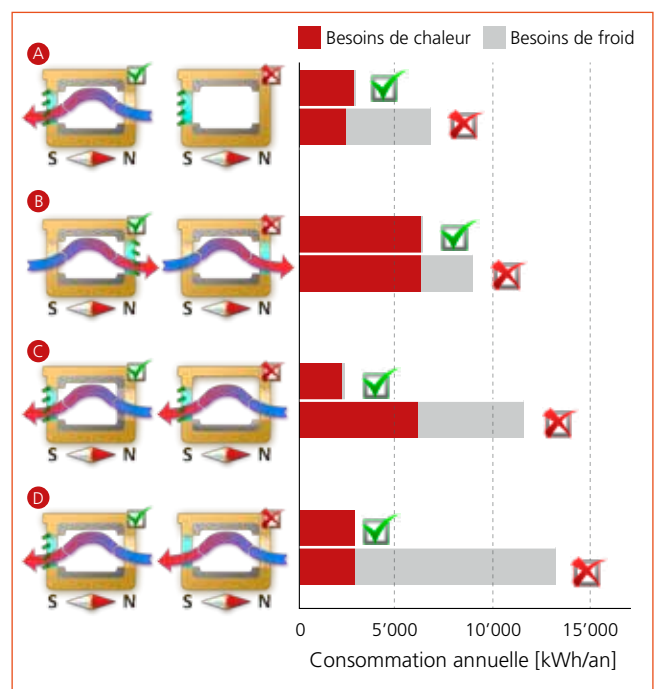 Besoins de chaleur Besoins de froid
A
S N S N
B
S N S N
C
S N S N
D
S N S N
0 5'000 10'000 15'000
Consommation annuelle [kWh/an]